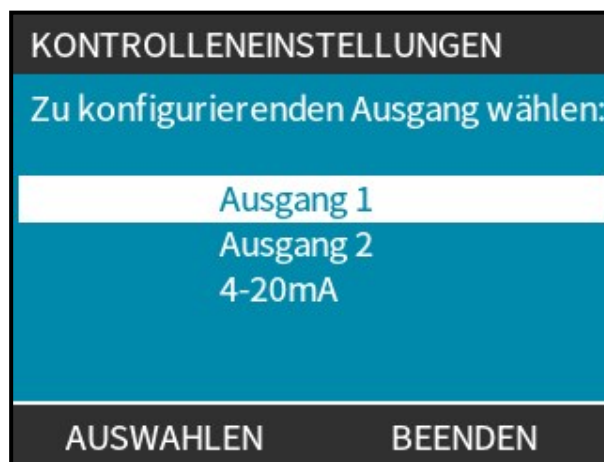 KONTROLLENEINSTELLUNGEN
Zu konfigurierenden Ausgang wählen:
Ausgang 1
Ausgang 2
4-20mA
AUSWAHLEN BEENDEN